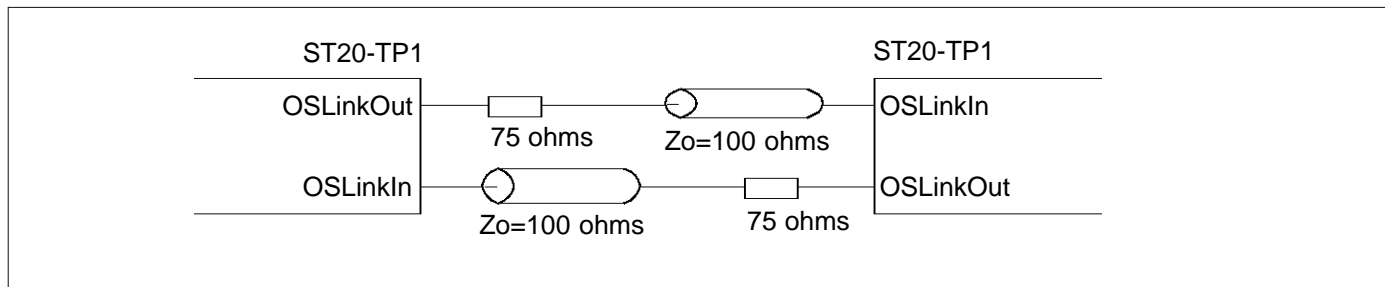 ST20-TP1
ST20-TP1
OSLinkOut
OSLinkIn
75 ohms
Zo=100 ohms
OSLinkIn
OSLinkOut
Zo=100 ohms
75 ohms